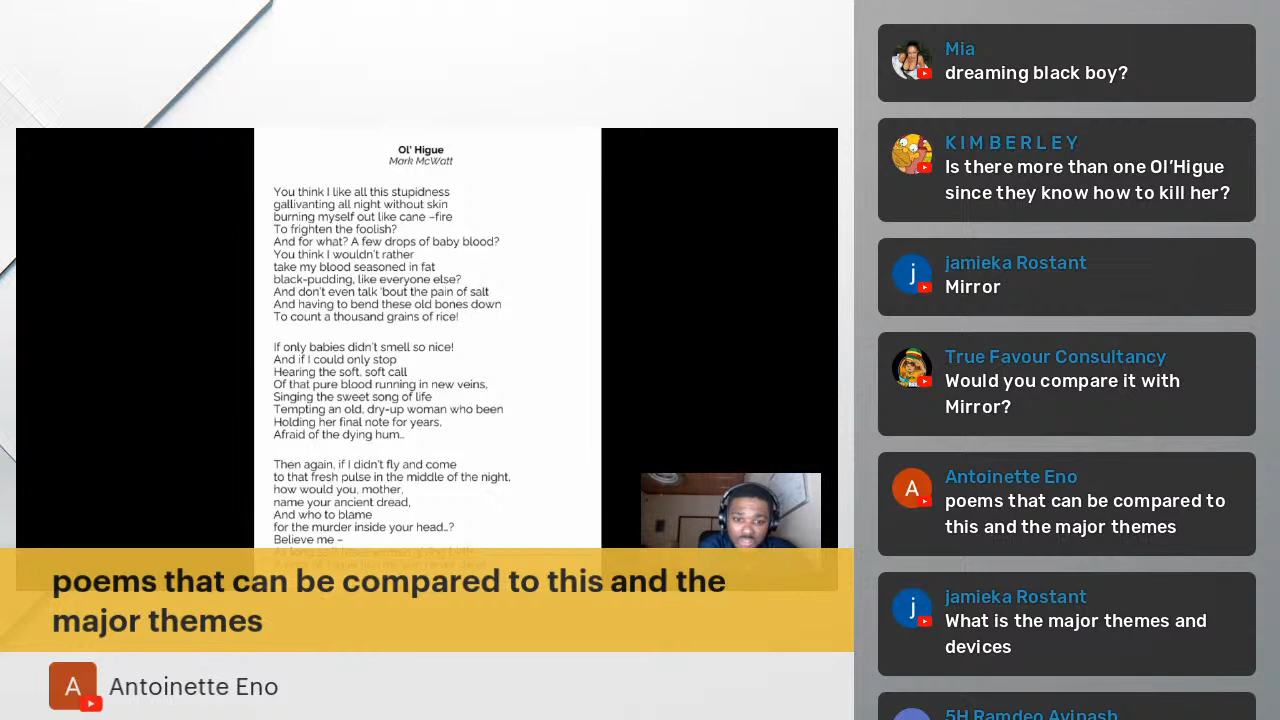 Ol' Higue
Mark McWatt
You think I like all this stupidness
gallivanting all night without skin
burning myself out like cane –fire
To frighten the foolish?
And for what? A few drops of baby blood?
You think I wouldn't rather
take my blood seasoned in fat
black-pudding, like everyone else?
And don't even talk 'bout the pain of salt
And having to bend these old bones down
To count a thousand grains of rice!
If only babies didn't smell so nice!
And if I could only stop
Hearing the soft, soft call
Of that pure blood running in new veins,
Singing the sweet song of life
Tempting an old, dry-up woman who been
Holding her final note for years,
Afraid of the dying hum...
Then again, if I didn't fly and come
to that fresh pulse in the middle of the night,
how would you, mother,
name your ancient dread,
And who to blame
for the murder inside your head...?
Believe me –
poems that can be compared to this and the
major themes
A
Antoinette Eno
Mia
dreaming black boy?
K I M B E R L E Y
Is there more than one Ol'Higue
since they know how to kill her?
j
jamieka Rostant
Mirror
True Favour Consultancy
Would you compare it with
Mirror?
A
Antoinette Eno
poems that can be compared to
this and the major themes
j
jamieka Rostant
What is the major themes and
devices
5H Ramdeo Avinash